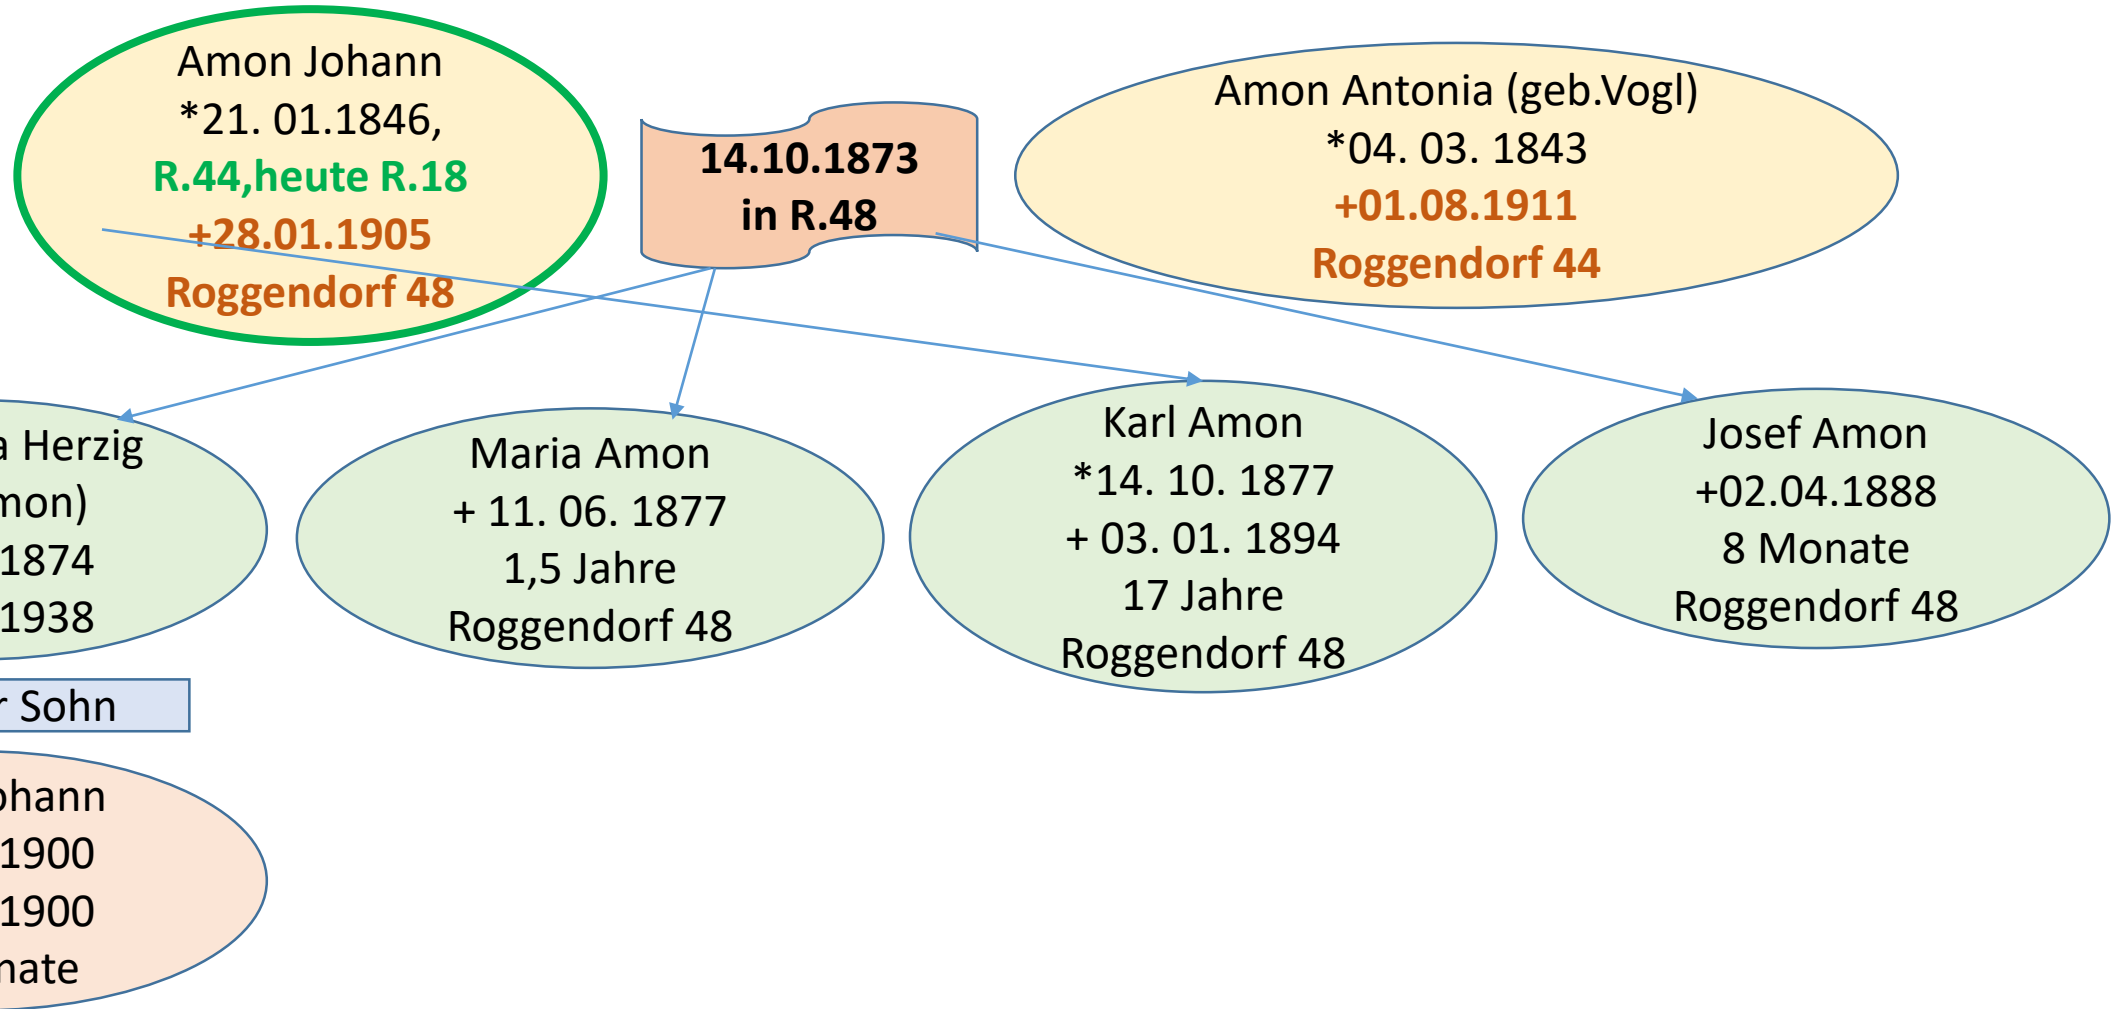 Amon Johann
*21. 01.1846,
R.44,heute R.18
+28.01.1905
Roggendorf 48
14.10.1873
in R.48
Amon Antonia (geb.Vogl)
*04. 03. 1843
+01.08.1911
Roggendorf 44
a Herzig
mon)
1874
1938
Maria Amon
+ 11. 06. 1877
1,5 Jahre
Roggendorf 48
Karl Amon
*14. 10. 1877
+ 03. 01. 1894
17 Jahre
Roggendorf 48
Josef Amon
+02.04.1888
8 Monate
Roggendorf 48
r Sohn
ohann
1900
1900
nate